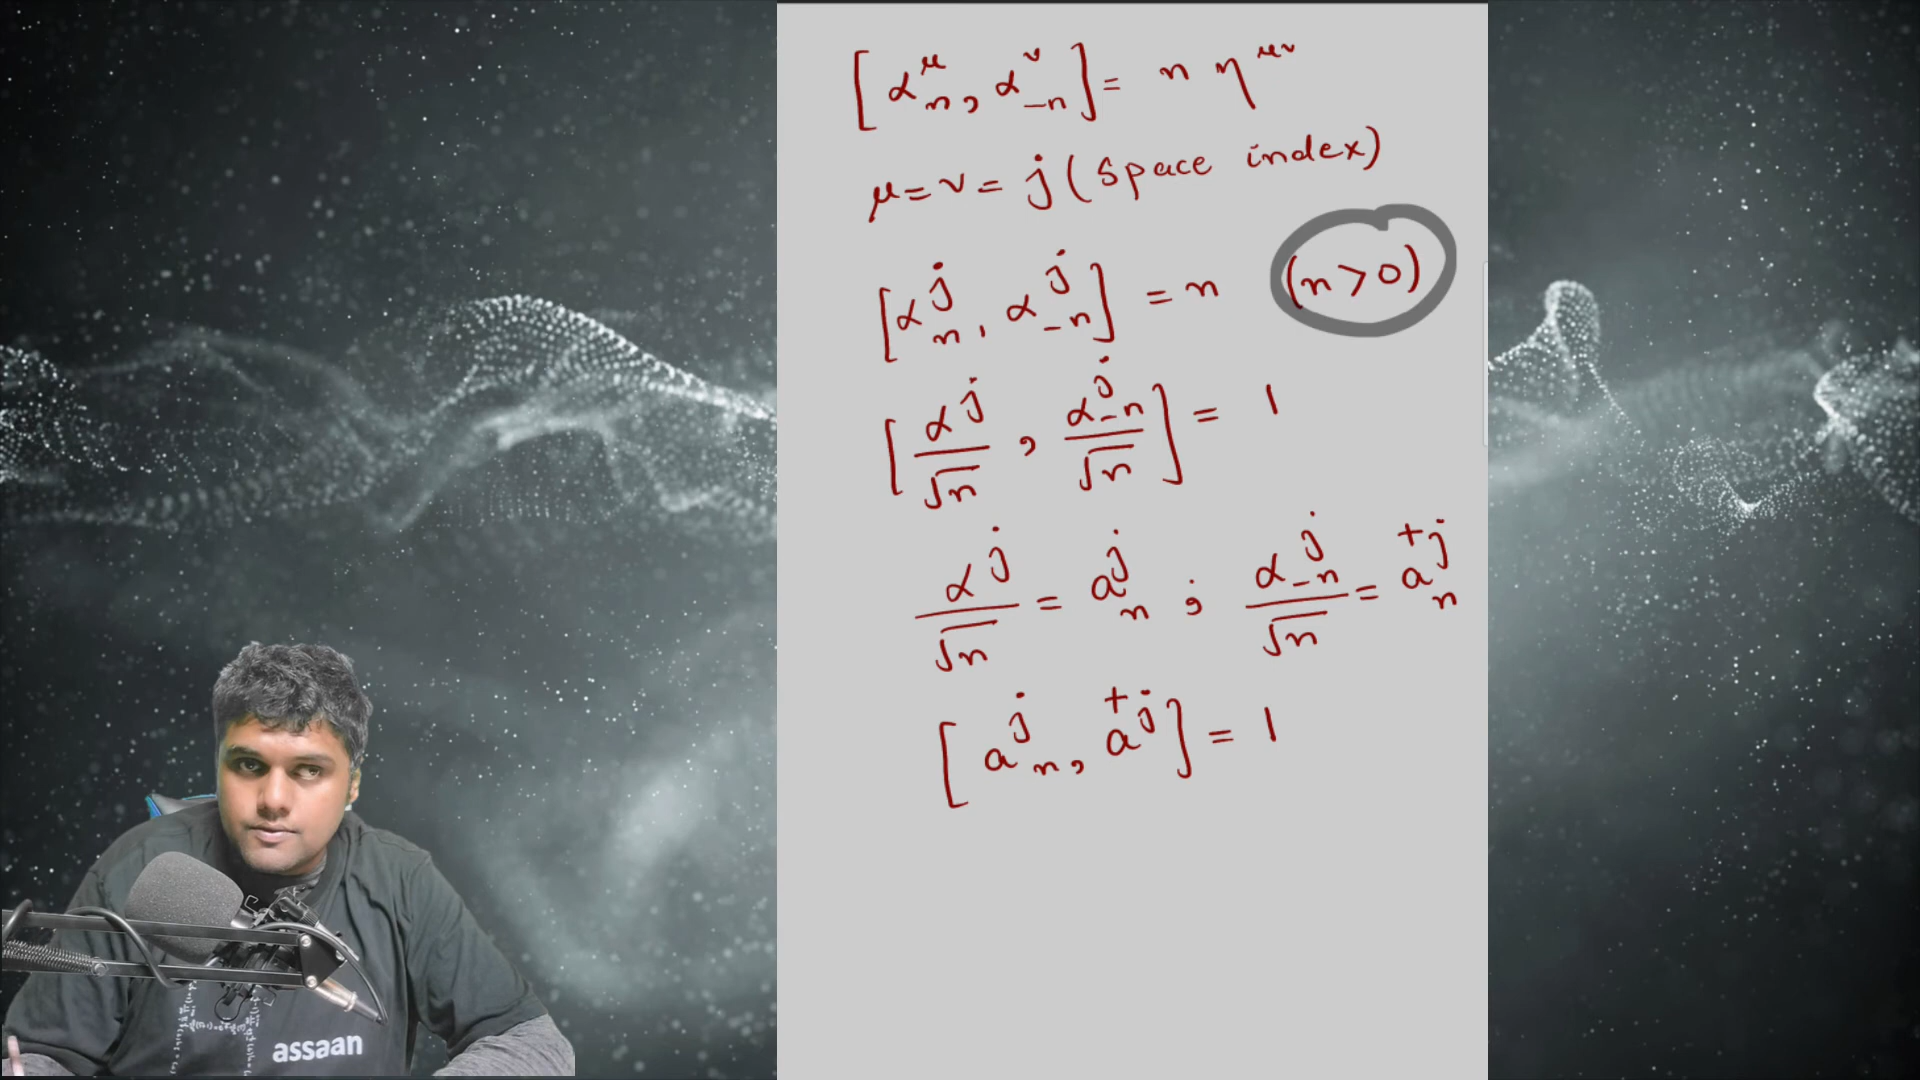 [α^μ_n, α^ν_{-n}] = n η^{μν}
μ = ν = j (space index)
[α^j_n, α^j_{-n}] = n (n > 0)
[α^j/√n , α^j_{-n}/√n] = 1
α^j/√n = a^j_n ; α^j_{-n}/√n = a^{+j}_n
[a^j_n, a^{+j}] = 1
assaan